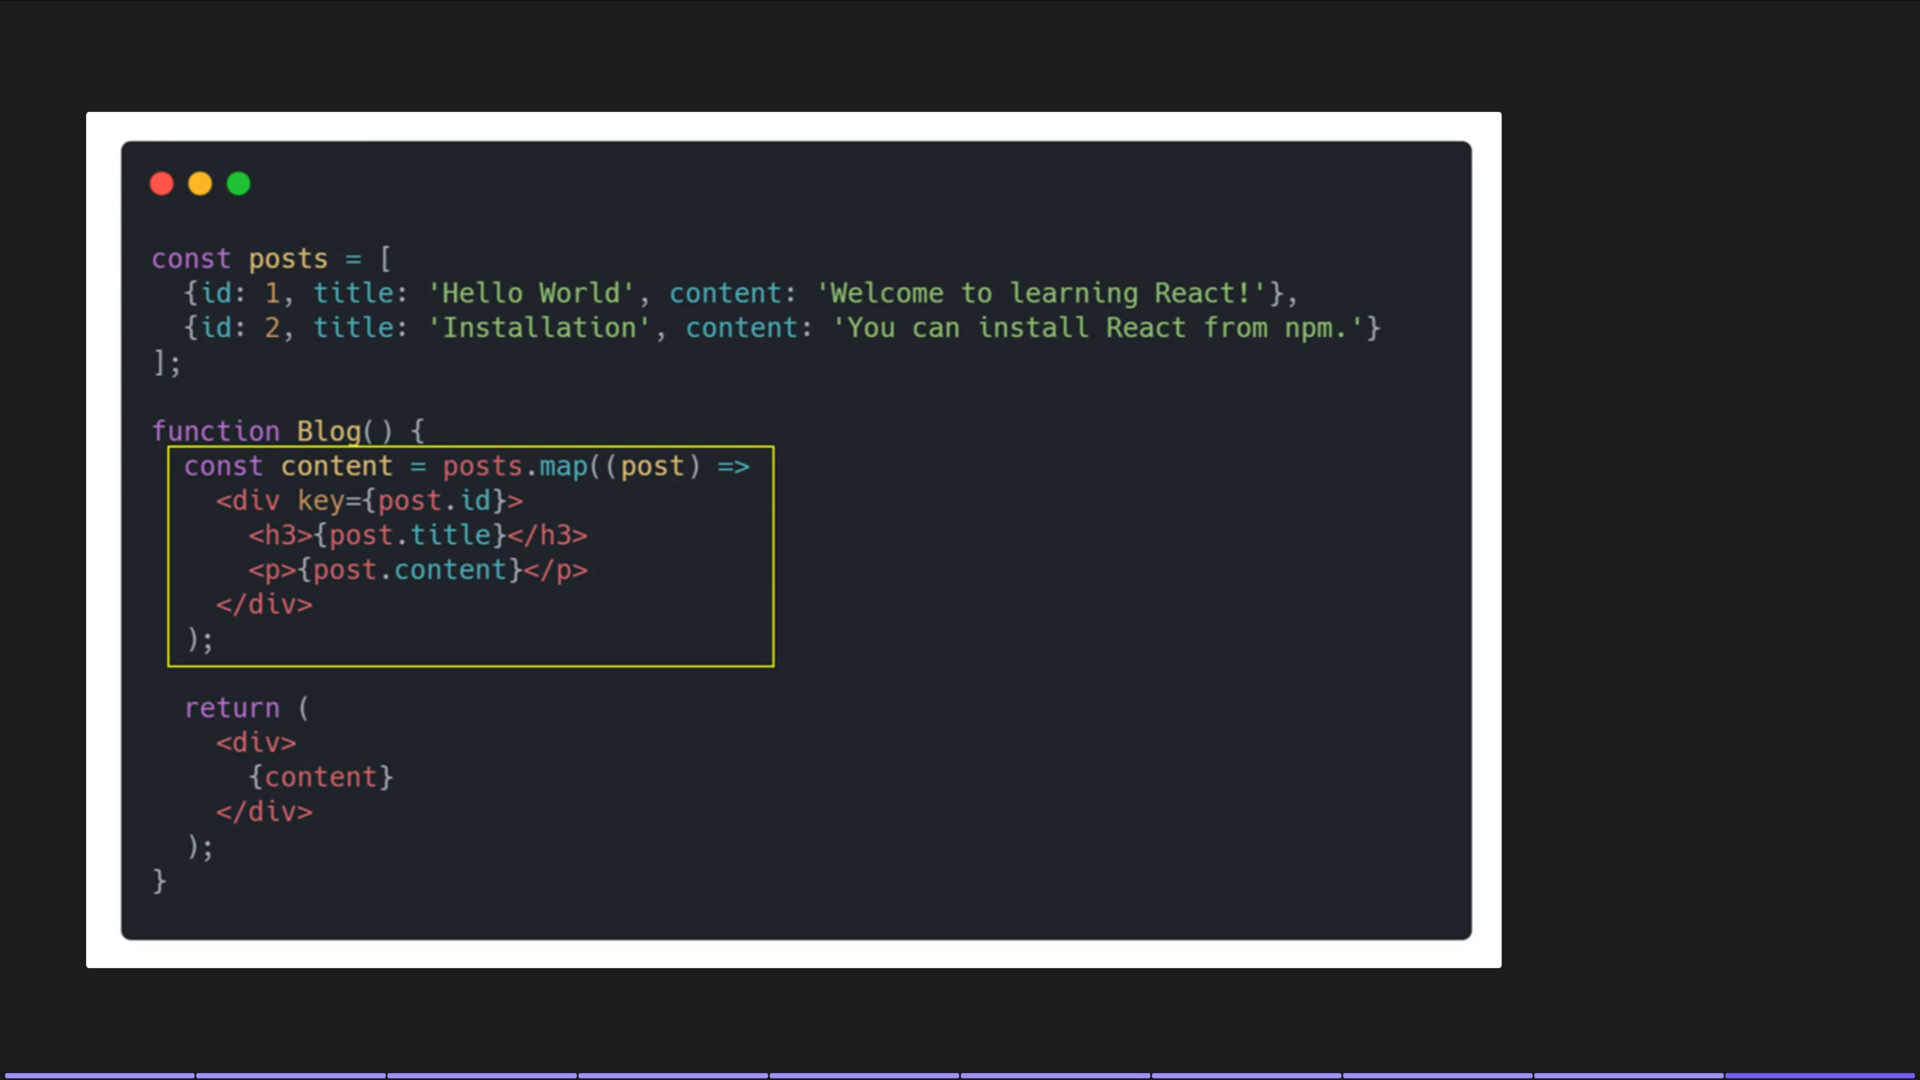 const posts = [
  {id: 1, title: 'Hello World', content: 'Welcome to learning React!'},
  {id: 2, title: 'Installation', content: 'You can install React from npm.'}
];
function Blog() {
  const content = posts.map((post) =>
    <div key={post.id}>
      <h3>{post.title}</h3>
      <p>{post.content}</p>
    </div>
  );
  return (
    <div>
      {content}
    </div>
  );
}